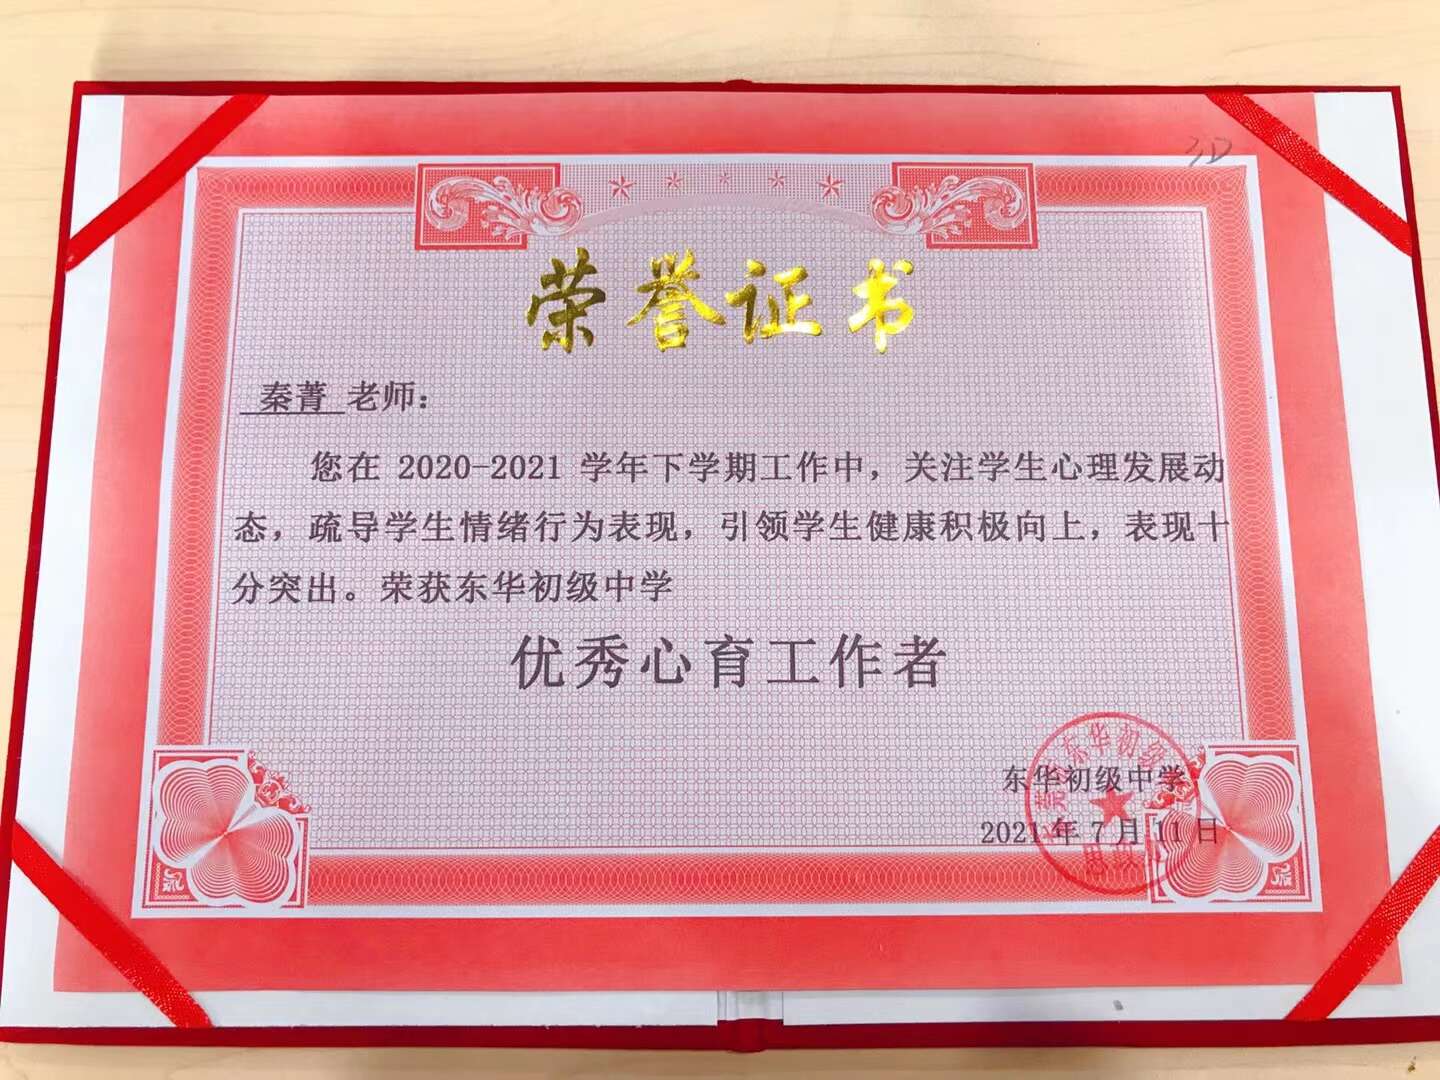 荣誉证书
秦菁 老师：
您在 2020-2021 学年下学期工作中，关注学生心理发展动
态，疏导学生情绪行为表现，引领学生健康积极向上，表现十
分突出。荣获东华初级中学
优秀心育工作者
东华初级中学
2021 年 7 月 11 日
东华初级